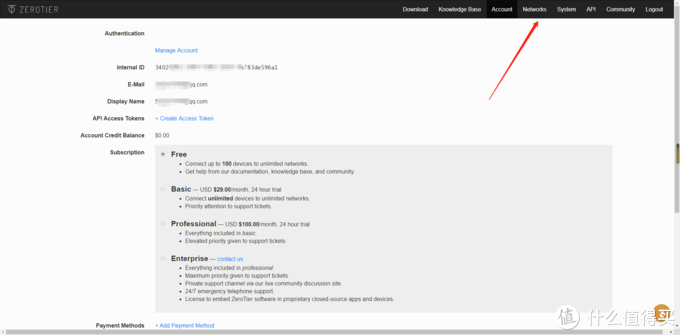 ZEROTIER
Download Knowledge Base Account Networks System API Community Logout
Authentication
Manage Account
Internal ID 3402 b783de596a1
E-Mail qq.com
Display Name qq.com
API Access Tokens + Create Access Token
Account Credit Balance $0.00
Subscription
Free
Connect up to 100 devices to unlimited networks.
Get help from our documentation, knowledge base, and community.
Basic — USD $29.00/month, 24 hour trial
Connect unlimited devices to unlimited networks.
Priority attention to support tickets.
Professional — USD $100.00/month, 24 hour trial
Everything included in basic.
Elevated priority given to support tickets.
Enterprise — contact us
Everything included in professional.
Maximum priority given to support tickets.
Private support channel via our live community discussion site.
24/7 emergency telephone support.
License to embed ZeroTier software in proprietary closed-source apps and devices.
Payment Methods + Add Payment Method
值 什么值得买